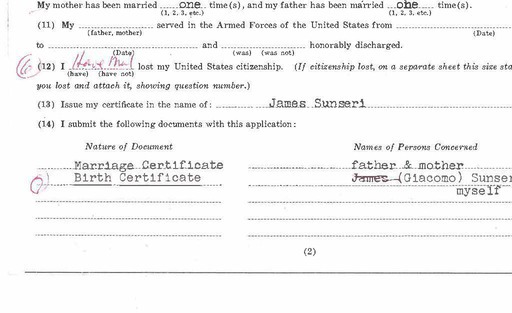 My mother has been married one time(s), and my father has been married one time(s).
(1, 2, 3, etc.) (1, 2, 3, etc.)
(11) My served in the Armed Forces of the United States from
(father, mother) (Date)
to and honorably discharged.
(Date) (was) (was not)
(12) I Have Not lost my United States citizenship. (If citizenship lost, on a separate sheet this size sta
(have) (have not)
you lost and attach it, showing question number.)
(13) Issue my certificate in the name of: James Sunseri
(14) I submit the following documents with this application:
Nature of Document Names of Persons Concerned
Marriage Certificate father & mother
Birth Certificate James (Giacomo) Sunser
myself
(2)